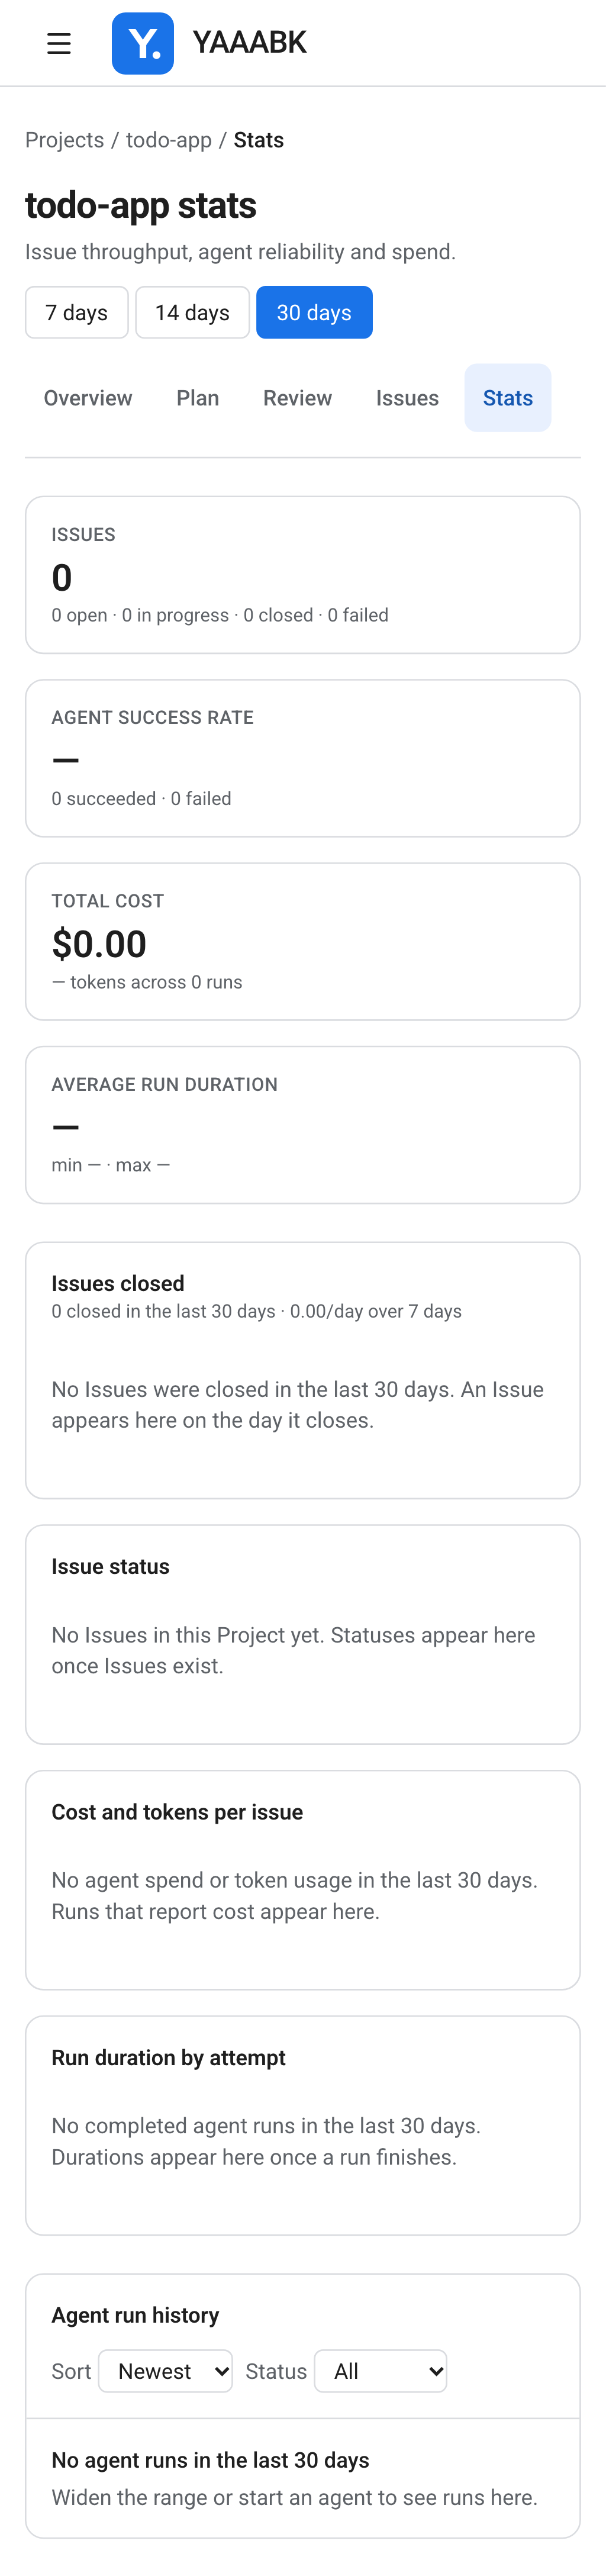 Y.
YAAABK
Projects / todo-app / Stats
todo-app stats
Issue throughput, agent reliability and spend.
7 days 14 days 30 days
Overview Plan Review Issues Stats
ISSUES
0
0 open · 0 in progress · 0 closed · 0 failed
AGENT SUCCESS RATE
—
0 succeeded · 0 failed
TOTAL COST
$0.00
— tokens across 0 runs
AVERAGE RUN DURATION
—
min — · max —
Issues closed
0 closed in the last 30 days · 0.00/day over 7 days
No Issues were closed in the last 30 days. An Issue
appears here on the day it closes.
Issue status
No Issues in this Project yet. Statuses appear here
once Issues exist.
Cost and tokens per issue
No agent spend or token usage in the last 30 days.
Runs that report cost appear here.
Run duration by attempt
No completed agent runs in the last 30 days.
Durations appear here once a run finishes.
Agent run history
Sort Newest Status All
No agent runs in the last 30 days
Widen the range or start an agent to see runs here.